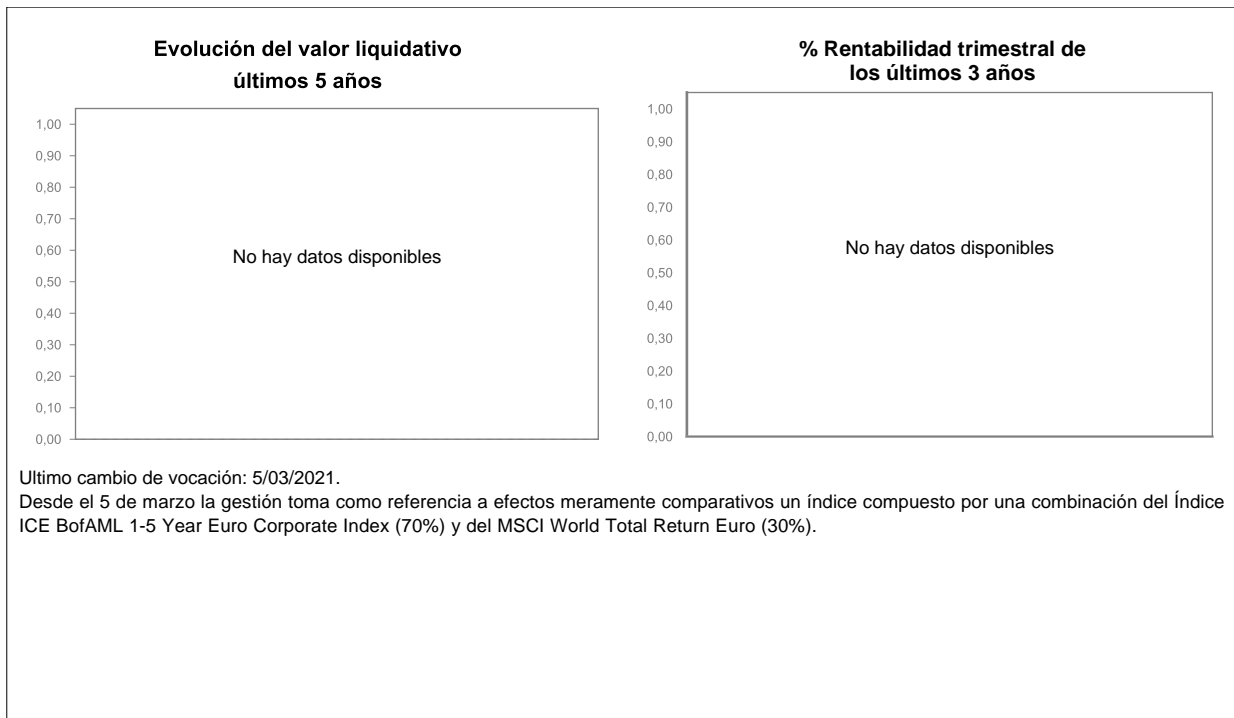 Evolución del valor liquidativo
últimos 5 años
1,00
0,90
0,80
0,70
0,60
0,50
0,40
0,30
0,20
0,10
0,00
No hay datos disponibles
% Rentabilidad trimestral de
los últimos 3 años
1,00
0,90
0,80
0,70
0,60
0,50
0,40
0,30
0,20
0,10
0,00
No hay datos disponibles
Ultimo cambio de vocación: 5/03/2021.
Desde el 5 de marzo la gestión toma como referencia a efectos meramente comparativos un índice compuesto por una combinación del Índice
ICE BofAML 1-5 Year Euro Corporate Index (70%) y del MSCI World Total Return Euro (30%).